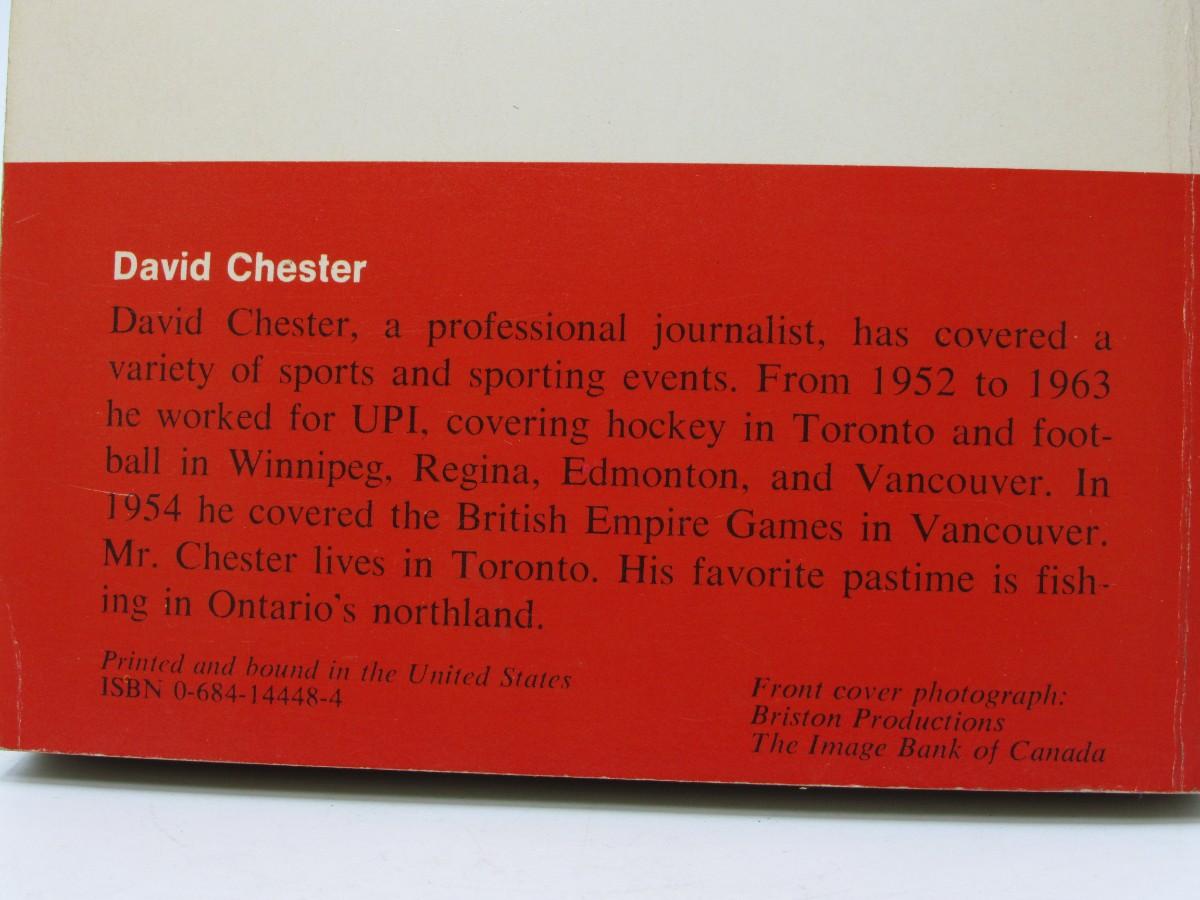 David Chester
David Chester, a professional journalist, has covered a
variety of sports and sporting events. From 1952 to 1963
he worked for UPI, covering hockey in Toronto and foot-
ball in Winnipeg, Regina, Edmonton, and Vancouver. In
1954 he covered the British Empire Games in Vancouver.
Mr. Chester lives in Toronto. His favorite pastime is fish-
ing in Ontario's northland.
Printed and bound in the United States
ISBN 0-684-14448-4
Front cover photograph:
Briston Productions
The Image Bank of Canada